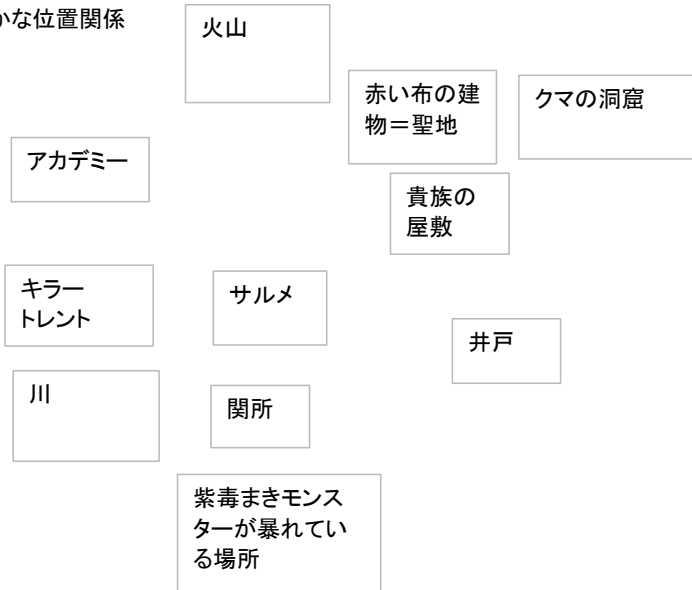 かな位置関係
火山
赤い布の建
物＝聖地
クマの洞窟
アカデミー
貴族の
屋敷
キラー
トレント
サルメ
井戸
川
関所
紫毒まきモンス
ターが暴れてい
る場所